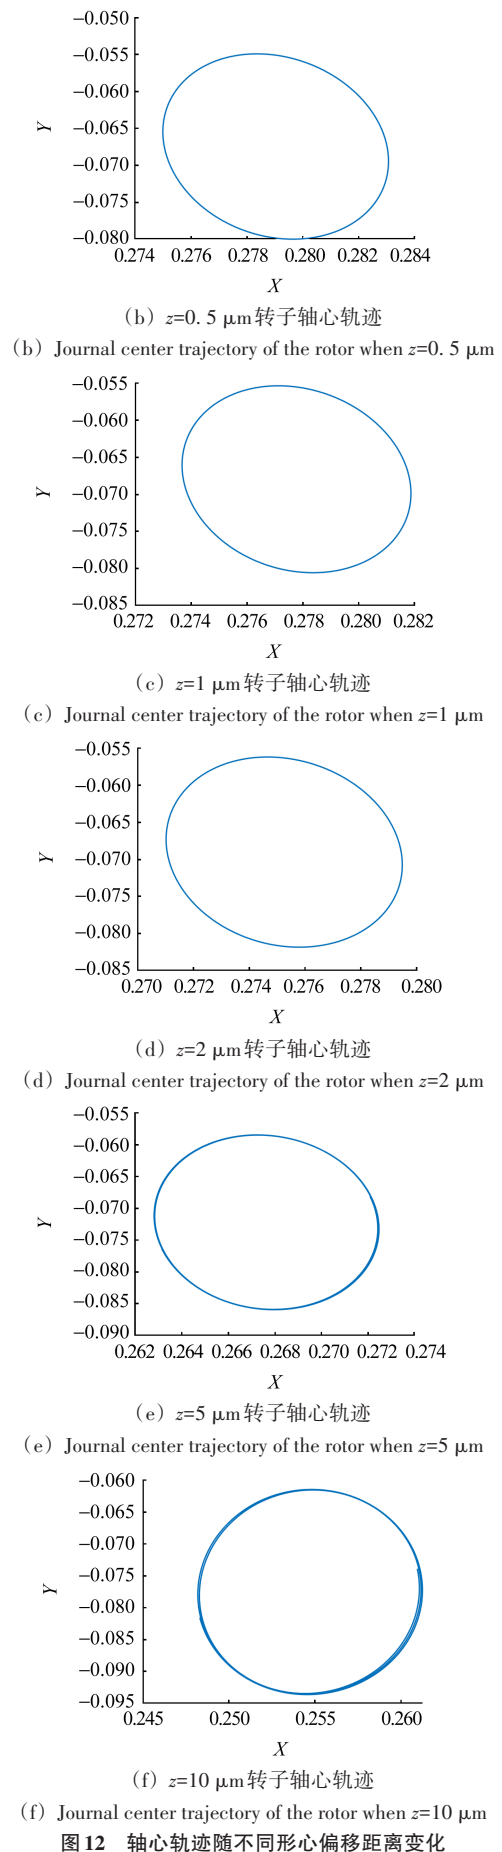 −0.050
−0.055
−0.060
−0.065
−0.070
−0.075
−0.080
Y
0.274 0.276 0.278 0.280 0.282 0.284
X
(b) z=0. 5 μm转子轴心轨迹
(b) Journal center trajectory of the rotor when z=0. 5 μm
−0.055
−0.060
−0.065
−0.070
−0.075
−0.080
−0.085
Y
0.272 0.274 0.276 0.278 0.280 0.282
X
(c) z=1 μm转子轴心轨迹
(c) Journal center trajectory of the rotor when z=1 μm
−0.055
−0.060
−0.065
−0.070
−0.075
−0.080
−0.085
Y
0.270 0.272 0.274 0.276 0.278 0.280
X
(d) z=2 μm转子轴心轨迹
(d) Journal center trajectory of the rotor when z=2 μm
−0.055
−0.060
−0.065
−0.070
−0.075
−0.080
−0.085
−0.090
Y
0.262 0.264 0.266 0.268 0.270 0.272 0.274
X
(e) z=5 μm转子轴心轨迹
(e) Journal center trajectory of the rotor when z=5 μm
−0.060
−0.065
−0.070
−0.075
−0.080
−0.085
−0.090
−0.095
Y
0.245 0.250 0.255 0.260
X
(f) z=10 μm转子轴心轨迹
(f) Journal center trajectory of the rotor when z=10 μm
图12 轴心轨迹随不同形心偏移距离变化